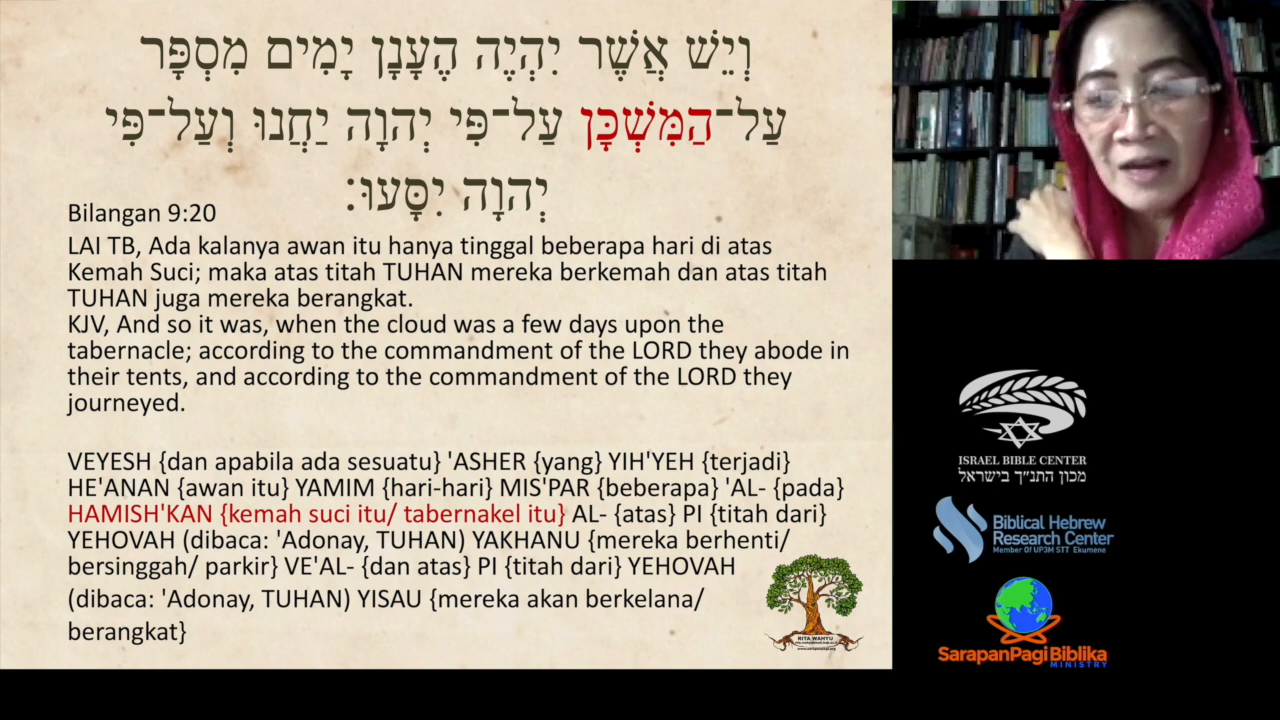 וְיֵשׁ אֲשֶׁר יִהְיֶה הֶעָנָן יָמִים מִסְפָּר
עַל־הַמִּשְׁכָּן עַל־פִּי יְהוָה יַחֲנוּ וְעַל־פִּי
יְהוָה יִסָּעוּ׃
Bilangan 9:20
LAI TB, Ada kalanya awan itu hanya tinggal beberapa hari di atas
Kemah Suci; maka atas titah TUHAN mereka berkemah dan atas titah
TUHAN juga mereka berangkat.
KJV, And so it was, when the cloud was a few days upon the
tabernacle; according to the commandment of the LORD they abode in
their tents, and according to the commandment of the LORD they
journeyed.
VEYESH {dan apabila ada sesuatu} 'ASHER {yang} YIH'YEH {terjadi}
HE'ANAN {awan itu} YAMIM {hari-hari} MIS'PAR {beberapa} 'AL- {pada}
HAMISH'KAN {kemah suci itu/ tabernakel itu} AL- {atas} PI {titah dari}
YEHOVAH (dibaca: 'Adonay, TUHAN) YAKHANU {mereka berhenti/
bersinggah/ parkir} VE'AL- {dan atas} PI {titah dari} YEHOVAH
(dibaca: 'Adonay, TUHAN) YISAU {mereka akan berkelana/
berangkat}
RITA WAHYU
ISRAEL BIBLE CENTER
מכון התנ״ך בישראל
Biblical Hebrew
Research Center
Member Of UP3M STT Ekumene
SarapanPagi Biblika
MINISTRY